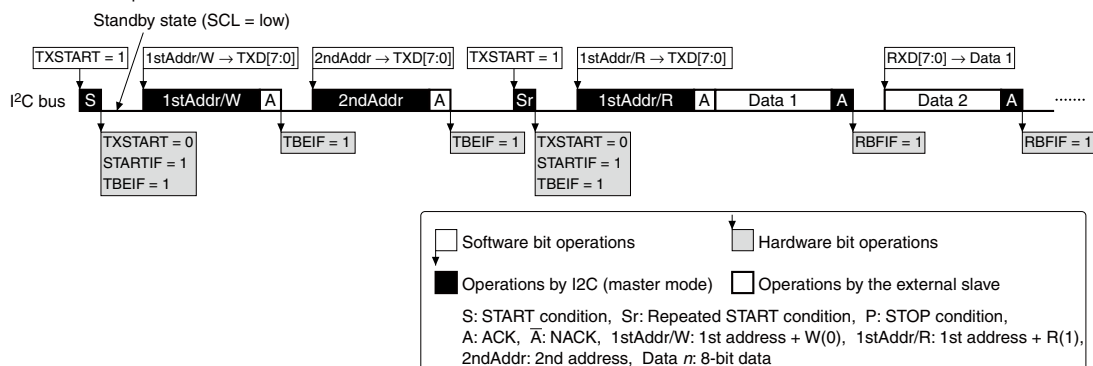 Standby state (SCL = low)
TXSTART = 1 1stAddr/W → TXD[7:0] 2ndAddr → TXD[7:0] TXSTART = 1 1stAddr/R → TXD[7:0] RXD[7:0] → Data 1
I²C bus S 1stAddr/W A 2ndAddr A Sr 1stAddr/R A Data 1 A Data 2 A ........
TXSTART = 0 TBEIF = 1 TBEIF = 1 TXSTART = 0 RBFIF = 1 RBFIF = 1
STARTIF = 1 STARTIF = 1
TBEIF = 1 TBEIF = 1
Software bit operations Hardware bit operations
Operations by I2C (master mode) Operations by the external slave
S: START condition, Sr: Repeated START condition, P: STOP condition,
A: ACK, A̅: NACK, 1stAddr/W: 1st address + W(0), 1stAddr/R: 1st address + R(1),
2ndAddr: 2nd address, Data n: 8-bit data